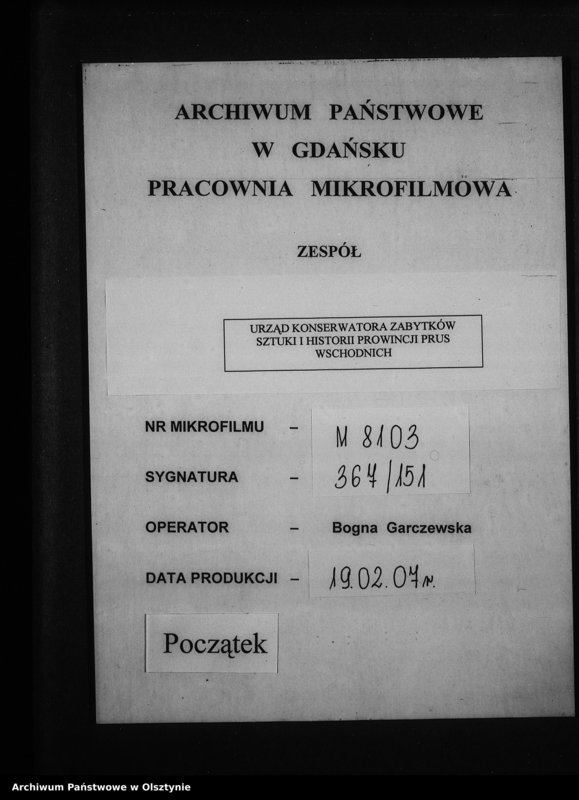 ARCHIWUM PAŃSTWOWE
W GDAŃSKU
PRACOWNIA MIKROFILMOWA
ZESPÓŁ
URZĄD KONSERWATORA ZABYTKÓW
SZTUKI I HISTORII PROWINCJI PRUS
WSCHODNICH
NR MIKROFILMU – M 8103
SYGNATURA – 367/151
OPERATOR – Bogna Garczewska
DATA PRODUKCJI – 19.02.07 r.
Początek
Archiwum Państwowe w Olsztynie